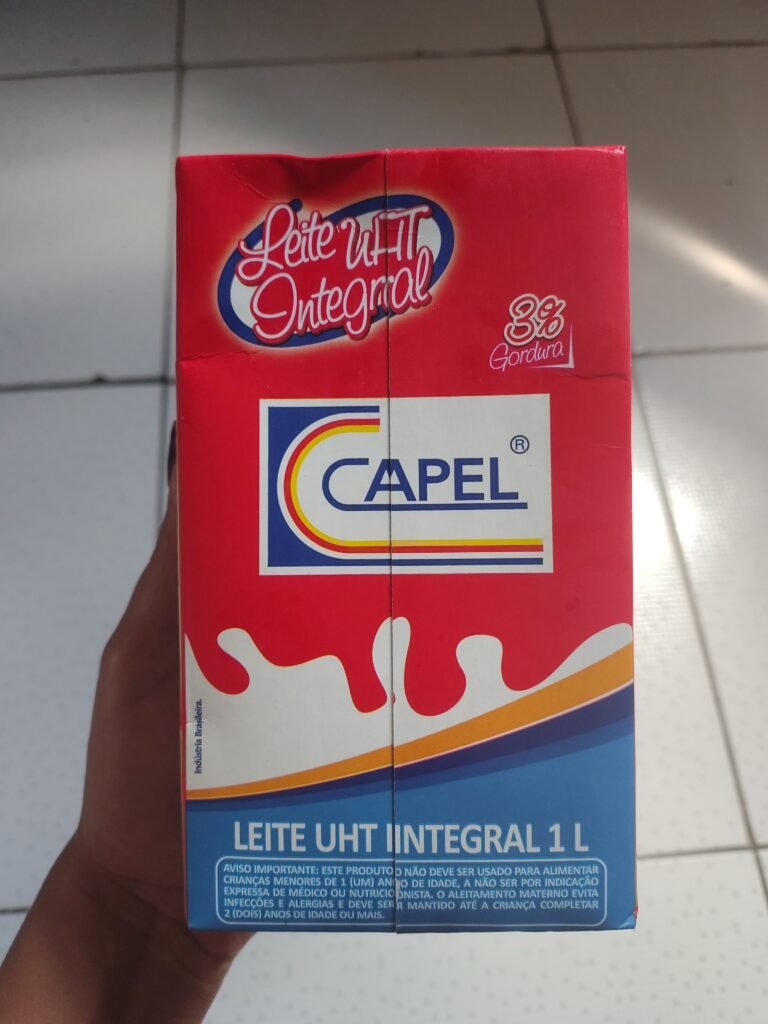 Leite UHT
Integral
3%
Gordura
CAPEL ®
Indústria Brasileira.
LEITE UHT INTEGRAL 1 L
AVISO IMPORTANTE: ESTE PRODUTO NÃO DEVE SER USADO PARA ALIMENTAR
CRIANÇAS MENORES DE 1 (UM) ANO DE IDADE, A NÃO SER POR INDICAÇÃO
EXPRESSA DE MÉDICO OU NUTRICIONISTA. O ALEITAMENTO MATERNO EVITA
INFECÇÕES E ALERGIAS E DEVE SER MANTIDO ATÉ A CRIANÇA COMPLETAR
2 (DOIS) ANOS DE IDADE OU MAIS.